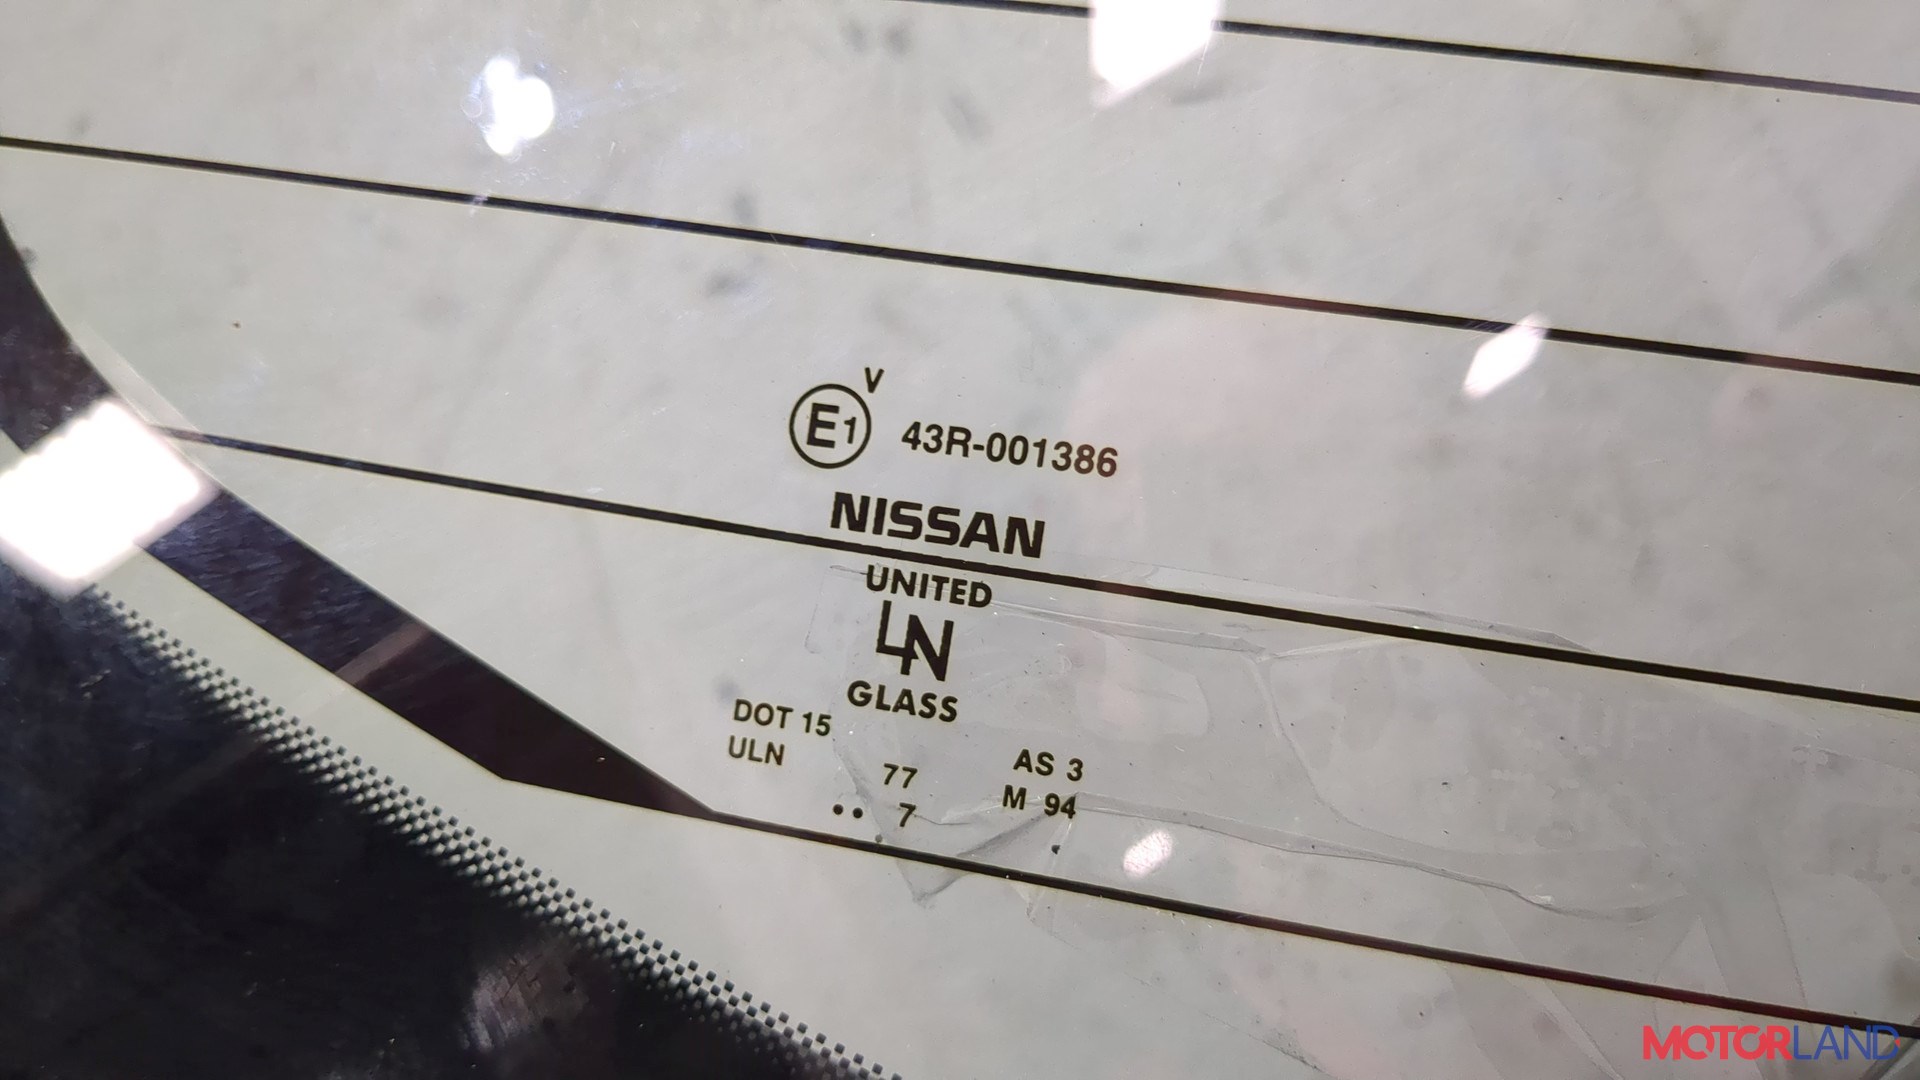 V
E1 43R-001386
NISSAN
UNITED
LN
GLASS
DOT 15
ULN
AS 3
77
M 94
•• 7
MOTORLAND